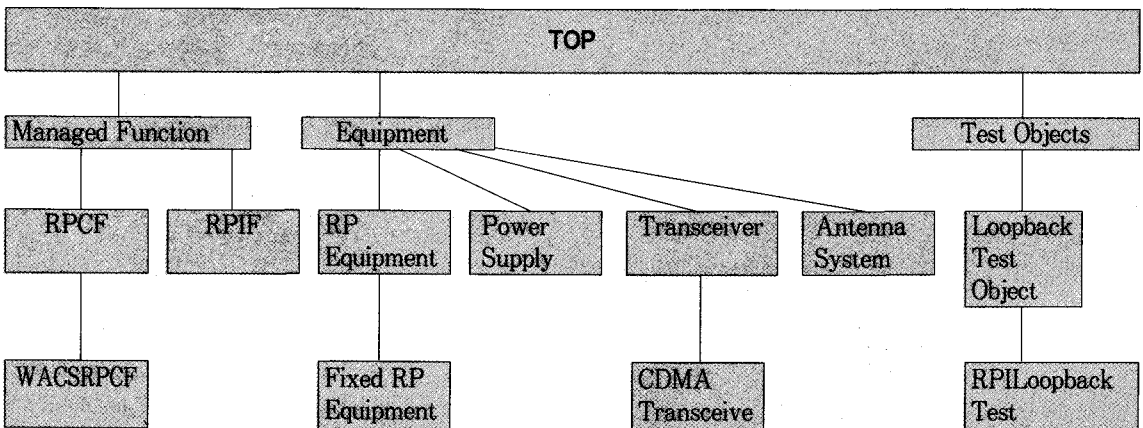 TOP
Managed Function
Equipment
Test Objects
RPCF
RPIF
RP
Equipment
Power
Supply
Transceiver
Antenna
System
Loopback
Test
Object
WACSRPCF
Fixed RP
Equipment
CDMA
Transceive
RPILoopback
Test